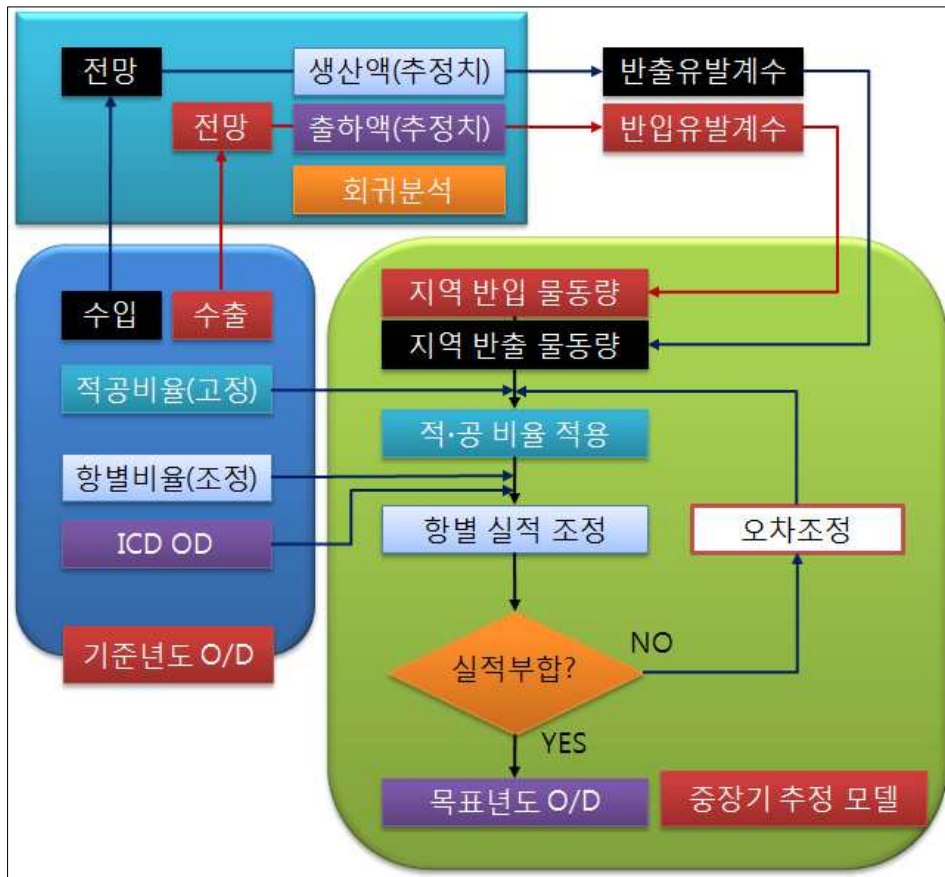 전망
생산액(추정치)
반출유발계수
전망
출하액(추정치)
반입유발계수
회귀분석
수입
수출
적공비율(고정)
항별비율(조정)
ICD OD
기준년도 O/D
지역 반입 물동량
지역 반출 물동량
적·공 비율 적용
항별 실적 조정
오차조정
실적부합?
NO
YES
목표년도 O/D
중장기 추정 모델